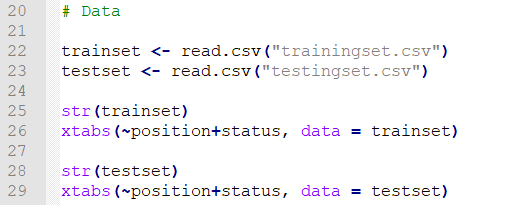 20 # Data
21
22 trainset <- read.csv("trainingset.csv")
23 testset <- read.csv("testingset.csv")
24
25 str(trainset)
26 xtabs(~position+status, data = trainset)
27
28 str(testset)
29 xtabs(~position+status, data = testset)